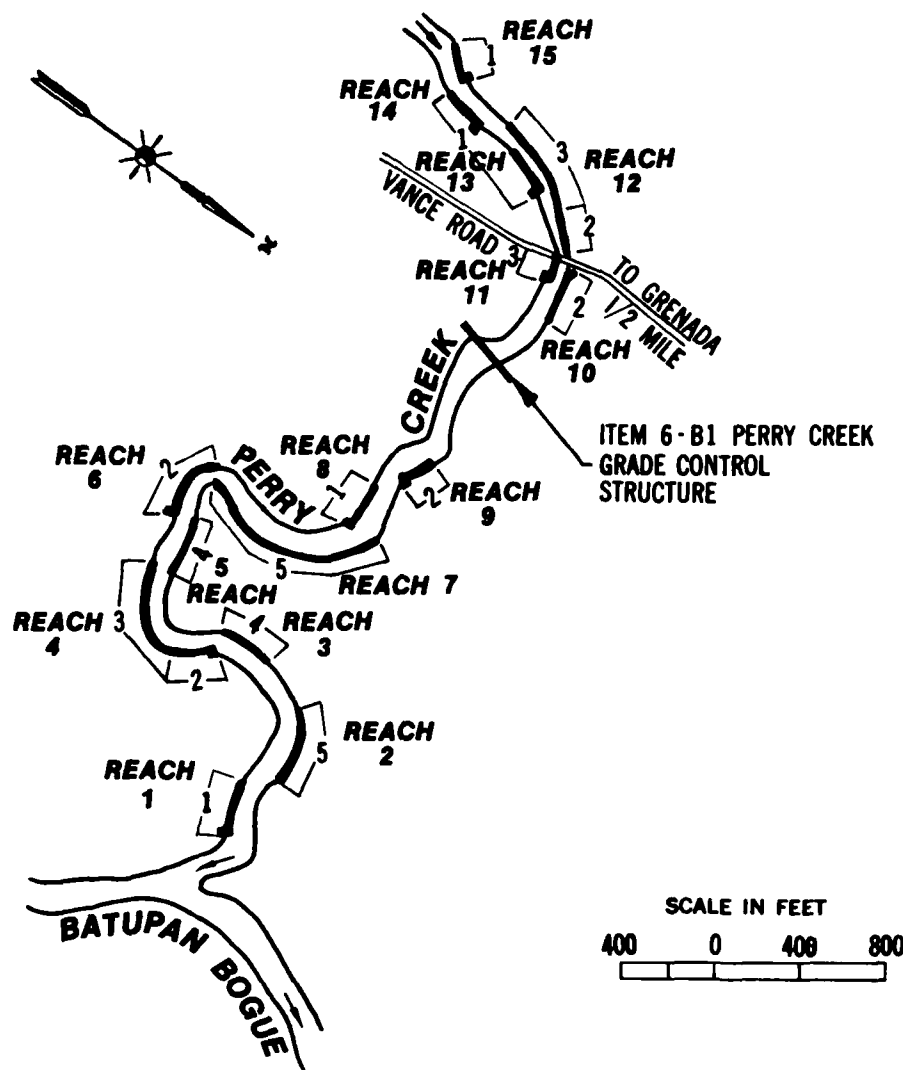 REACH
15
1
REACH
14
1
3
REACH
13
REACH
12
2
VANCE ROAD
3
TO GRENADA
1/2 MILE
REACH
11
2
REACH
10
PERRY CREEK
ITEM 6-B1 PERRY CREEK
GRADE CONTROL
STRUCTURE
REACH
8
1
REACH
6
2
2
REACH
9
5
REACH 7
4
5
REACH
REACH
4
3
2
4
REACH
3
5
REACH
2
REACH
1
1
BATUPAN BOGUE
SCALE IN FEET
400 0 400 800